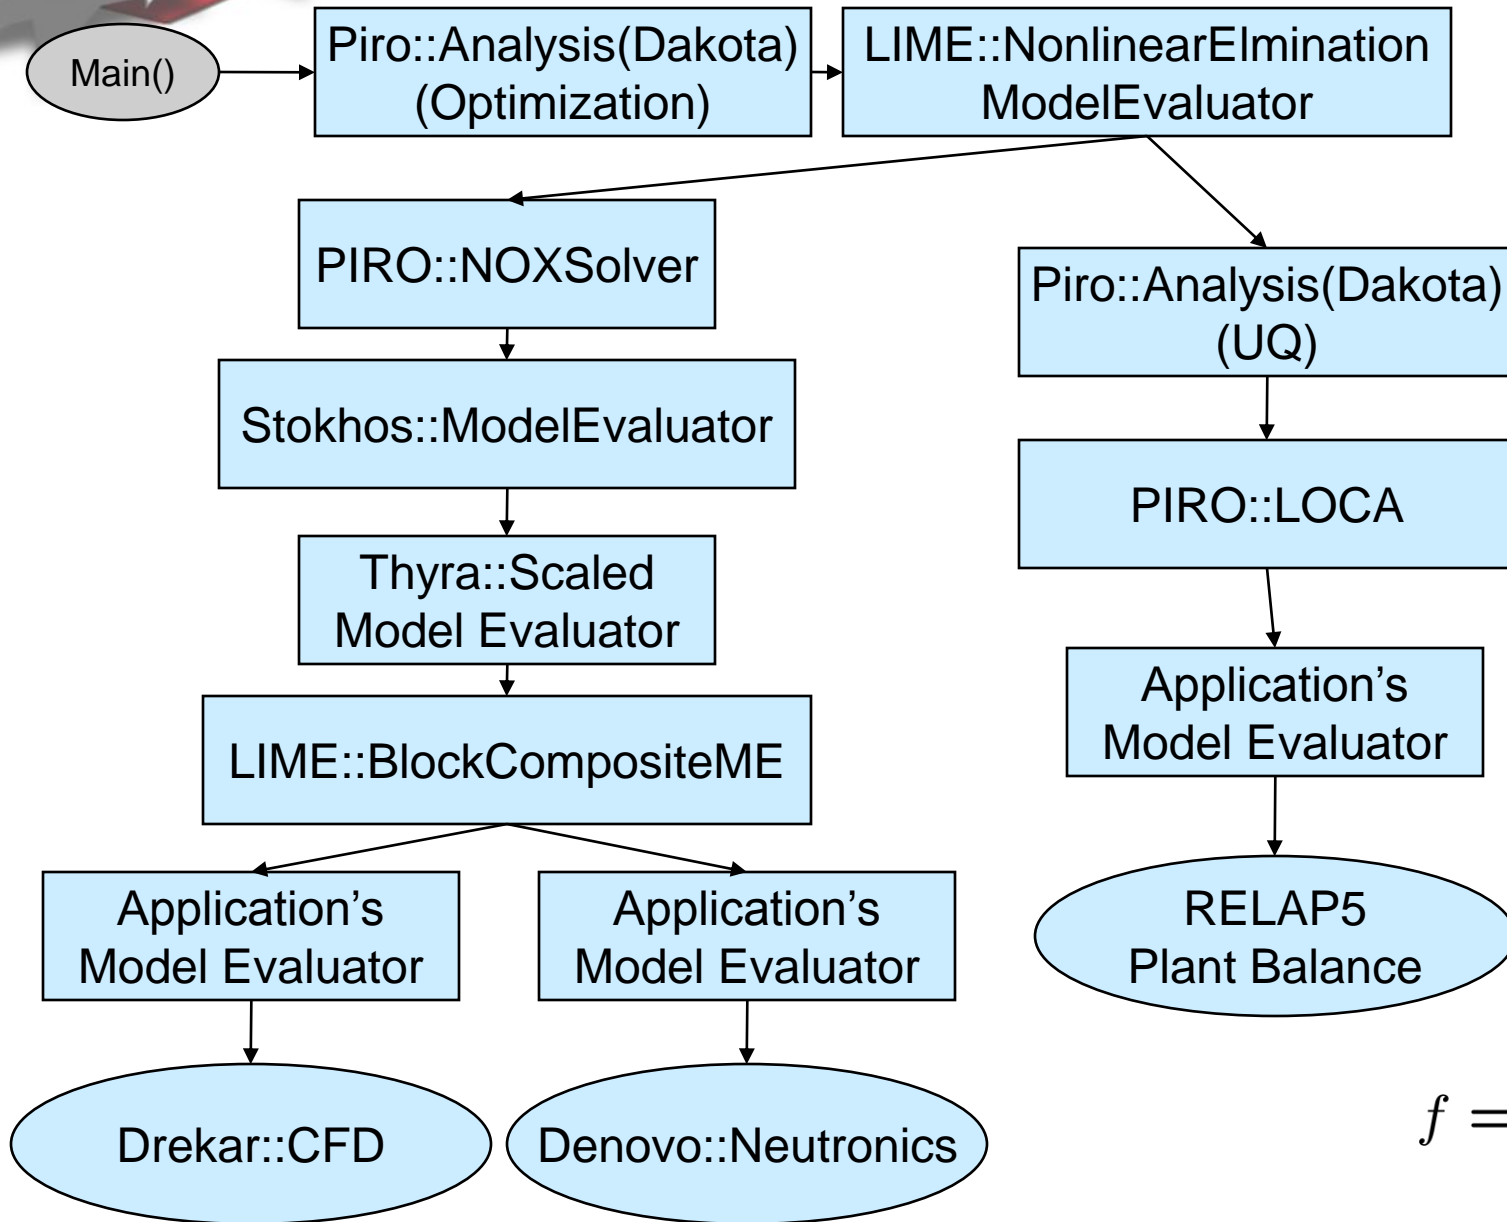 Main()
Piro::Analysis(Dakota)
(Optimization)
LIME::NonlinearElmination
ModelEvaluator
PIRO::NOXSolver
Piro::Analysis(Dakota)
(UQ)
Stokhos::ModelEvaluator
PIRO::LOCA
Thyra::Scaled
Model Evaluator
Application’s
Model Evaluator
LIME::BlockCompositeME
Application’s
Model Evaluator
Application’s
Model Evaluator
RELAP5
Plant Balance
Drekar::CFD
Denovo::Neutronics
f =